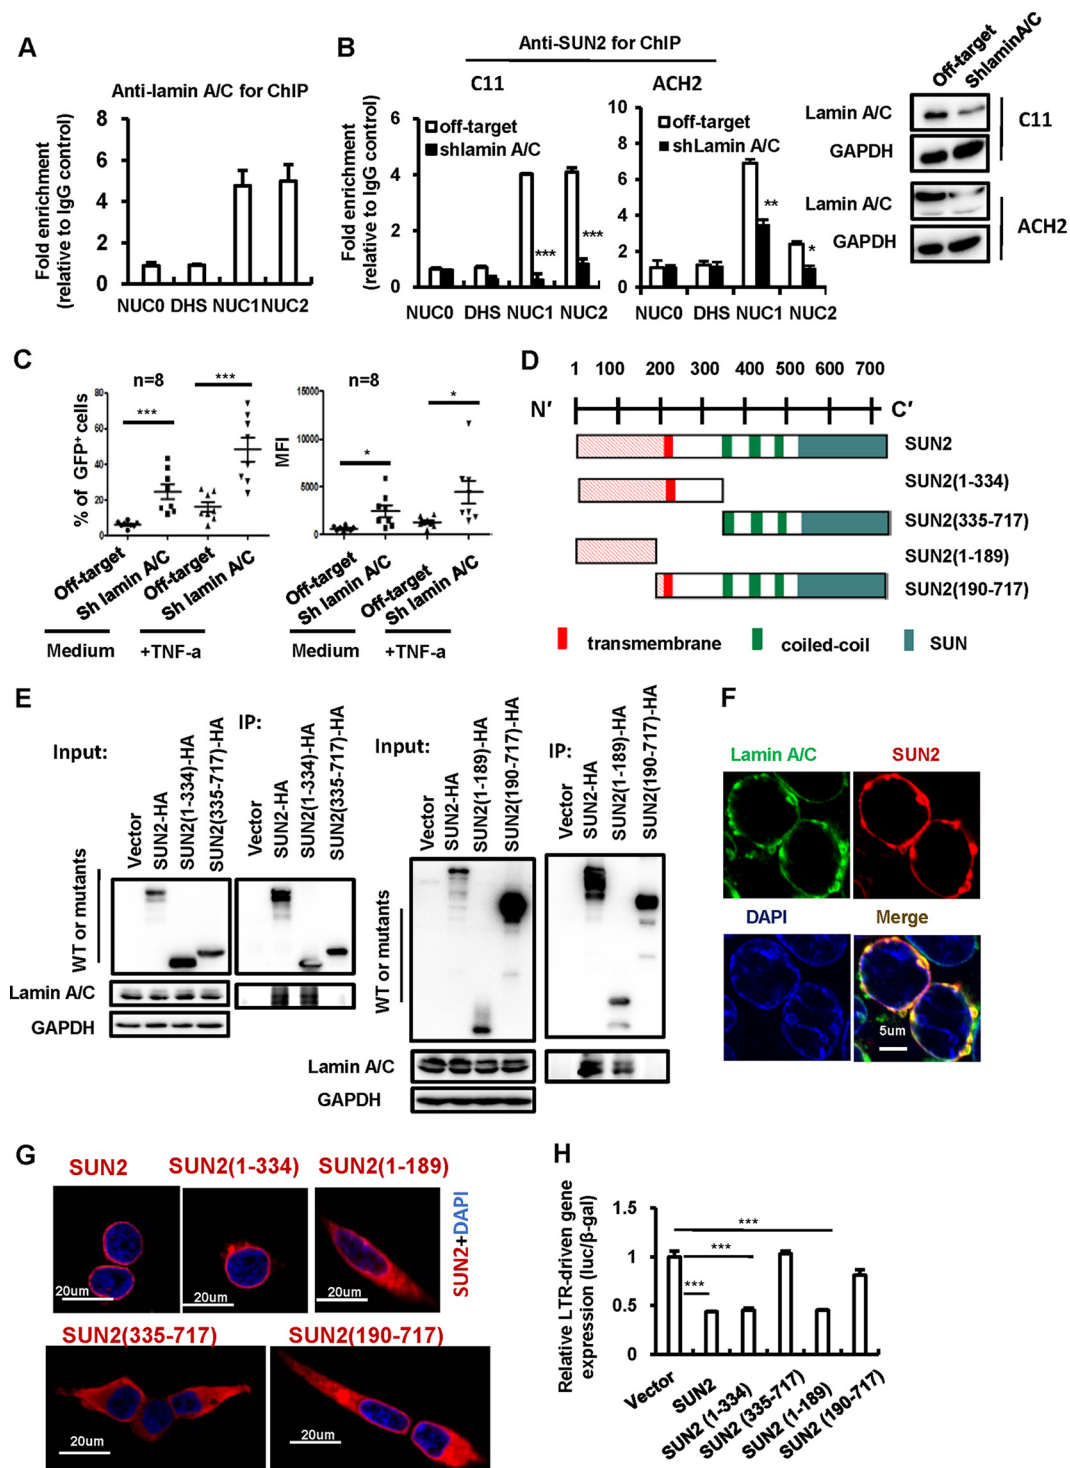 A
Anti-lamin A/C for ChIP
Fold enrichment
(relative to IgG control)
8
6
4
2
0
NUC0 DHS NUC1 NUC2
B
Anti-SUN2 for ChIP
C11
ACH2
Fold enrichment
(relative to IgG control)
6
4
2
0
off-target
shlamin A/C
***
***
NUC0 DHS NUC1 NUC2
10
8
6
4
2
0
off-target
shLamin A/C
**
*
NUC0 DHS NUC1 NUC2
Off-target
ShlaminA/C
Lamin A/C
GAPDH
C11
Lamin A/C
GAPDH
ACH2
C
% of GFP+ cells
80
60
40
20
0
n=8
***
***
Off-target
Sh lamin A/C
Off-target
Sh lamin A/C
Medium
+TNF-a
MFI
15000
10000
5000
0
n=8
*
*
Off-target
Sh lamin A/C
Off-target
Sh lamin A/C
Medium
+TNF-a
D
1 100 200 300 400 500 600 700
N'
C'
SUN2
SUN2(1-334)
SUN2(335-717)
SUN2(1-189)
SUN2(190-717)
transmembrane
coiled-coil
SUN
E
Input:
Vector
SUN2-HA
SUN2(1-334)-HA
SUN2(335-717)-HA
IP:
Vector
SUN2-HA
SUN2(1-334)-HA
SUN2(335-717)-HA
WT or mutants
Lamin A/C
GAPDH
Input:
Vector
SUN2-HA
SUN2(1-189)-HA
SUN2(190-717)-HA
IP:
Vector
SUN2-HA
SUN2(1-189)-HA
SUN2(190-717)-HA
WT or mutants
Lamin A/C
GAPDH
F
Lamin A/C
SUN2
DAPI
Merge
5um
G
SUN2
SUN2(1-334)
SUN2(1-189)
SUN2+DAPI
20um
20um
20um
SUN2(335-717)
SUN2(190-717)
20um
20um
H
Relative LTR-driven gene
expression (luc/β-gal)
1.5
1
0.5
0
***
***
***
Vector
SUN2
SUN2 (1-334)
SUN2 (335-717)
SUN2 (1-189)
SUN2 (190-717)